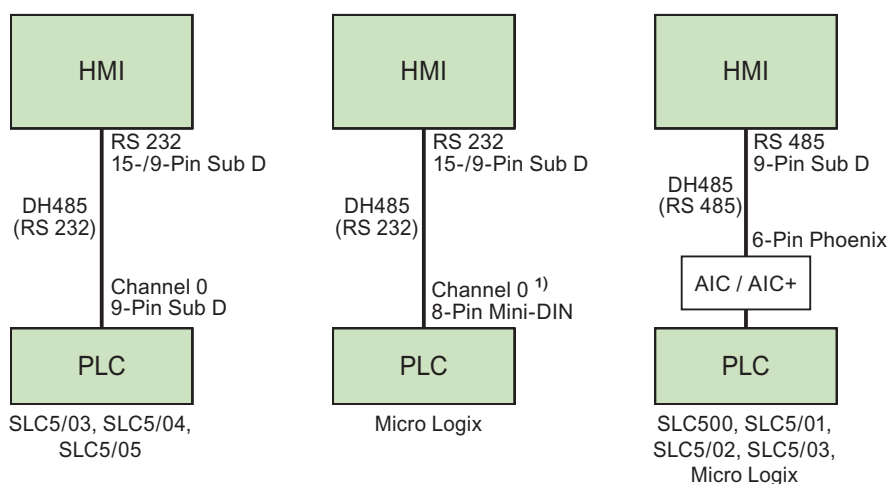 HMI
RS 232
15-/9-Pin Sub D
DH485
(RS 232)
Channel 0
9-Pin Sub D
PLC
SLC5/03, SLC5/04,
SLC5/05
HMI
RS 232
15-/9-Pin Sub D
DH485
(RS 232)
Channel 0 ¹⁾
8-Pin Mini-DIN
PLC
Micro Logix
HMI
RS 485
9-Pin Sub D
DH485
(RS 485)
6-Pin Phoenix
AIC / AIC+
PLC
SLC500, SLC5/01,
SLC5/02, SLC5/03,
Micro Logix